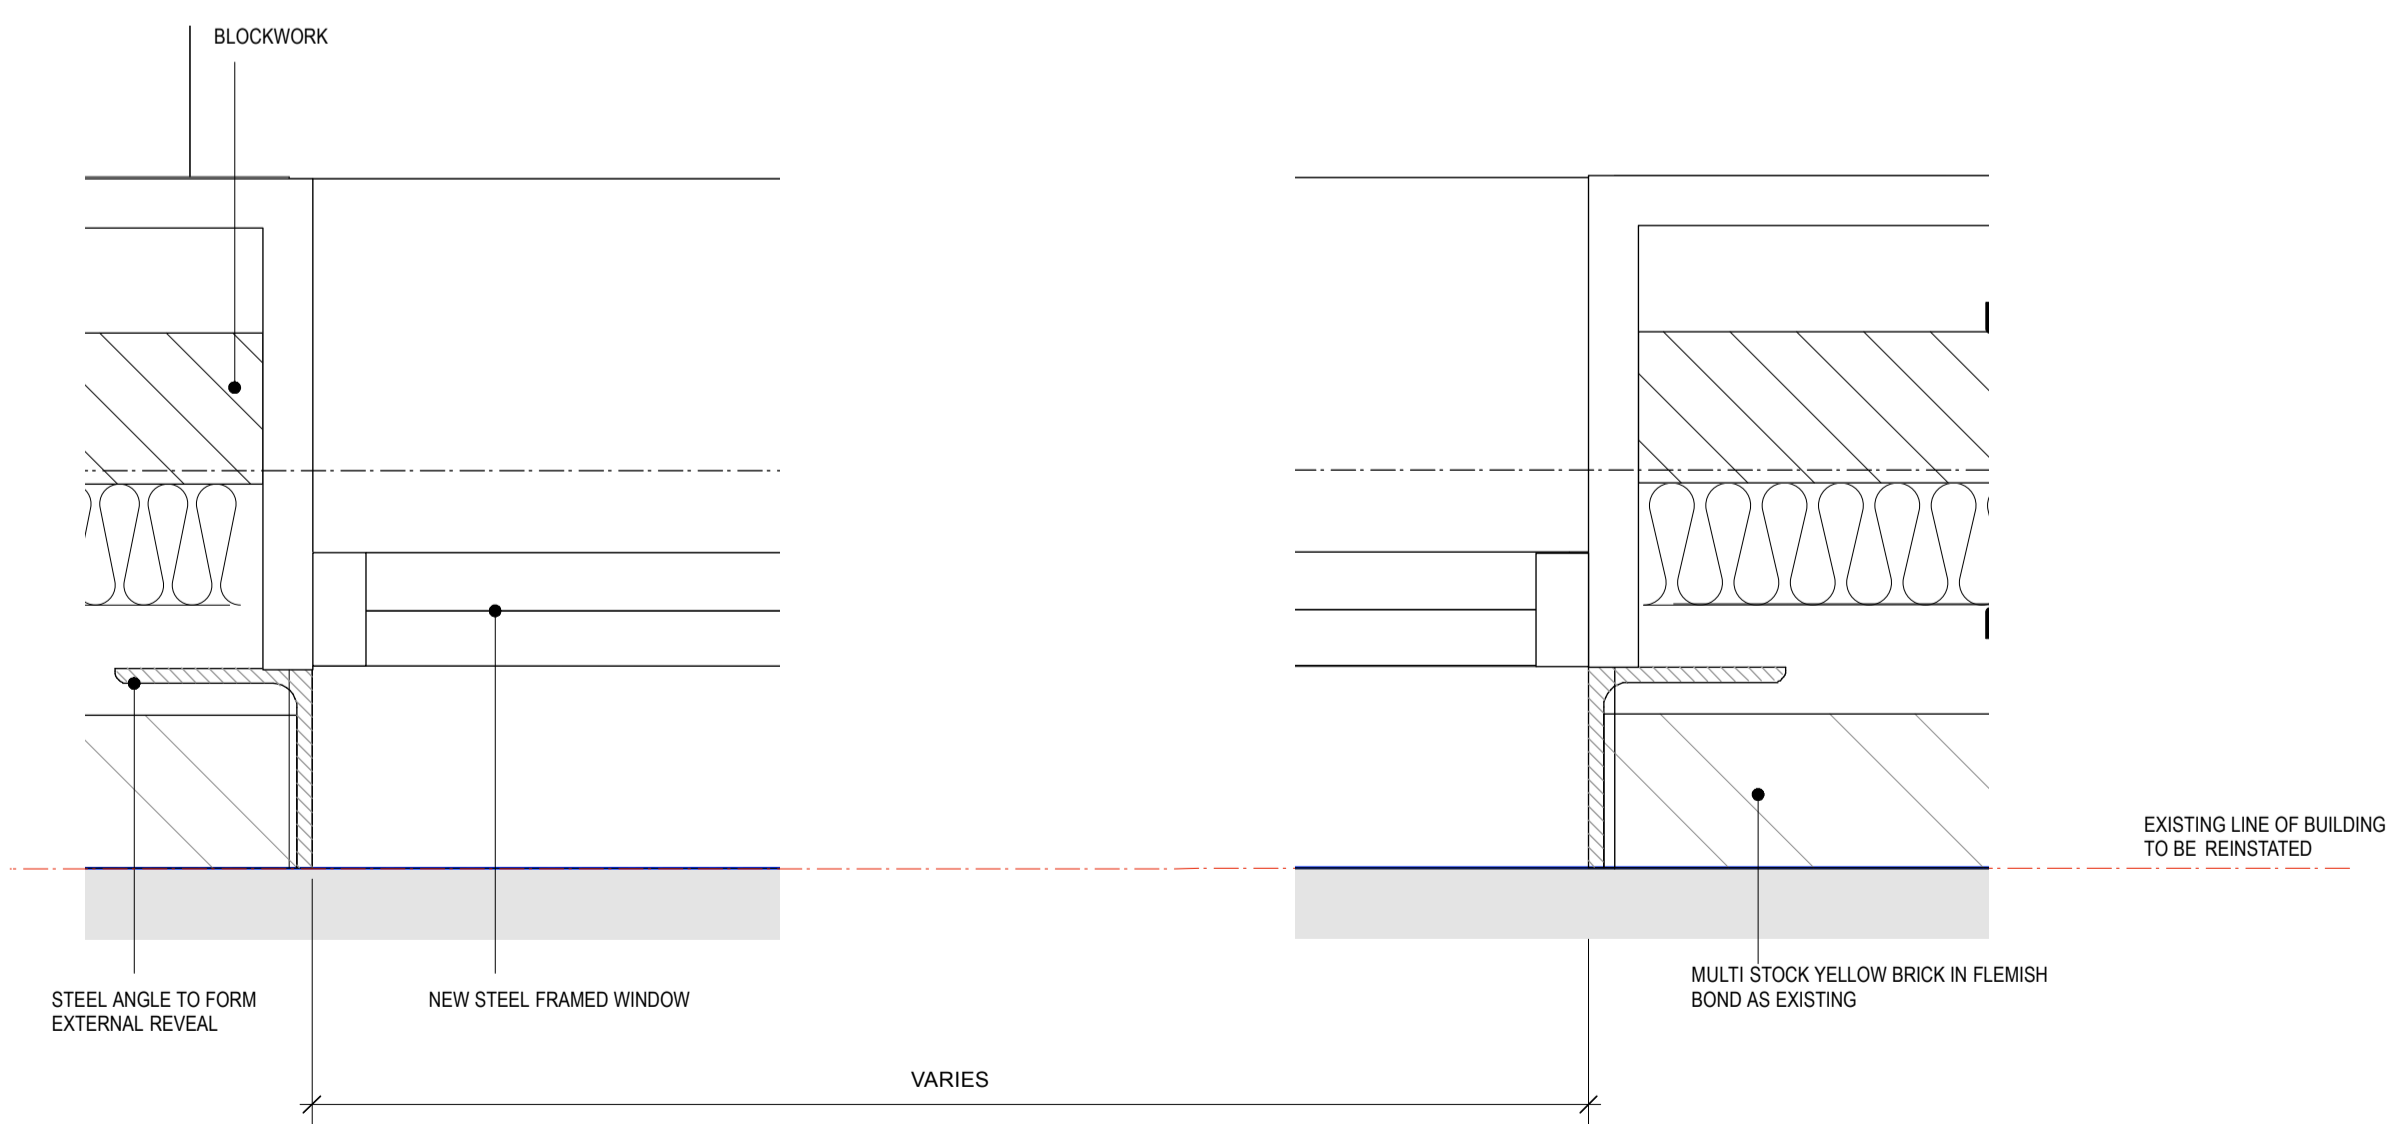 BLOCKWORK
EXISTING LINE OF BUILDING
TO BE REINSTATED
STEEL ANGLE TO FORM
EXTERNAL REVEAL
NEW STEEL FRAMED WINDOW
MULTI STOCK YELLOW BRICK IN FLEMISH
BOND AS EXISTING
VARIES